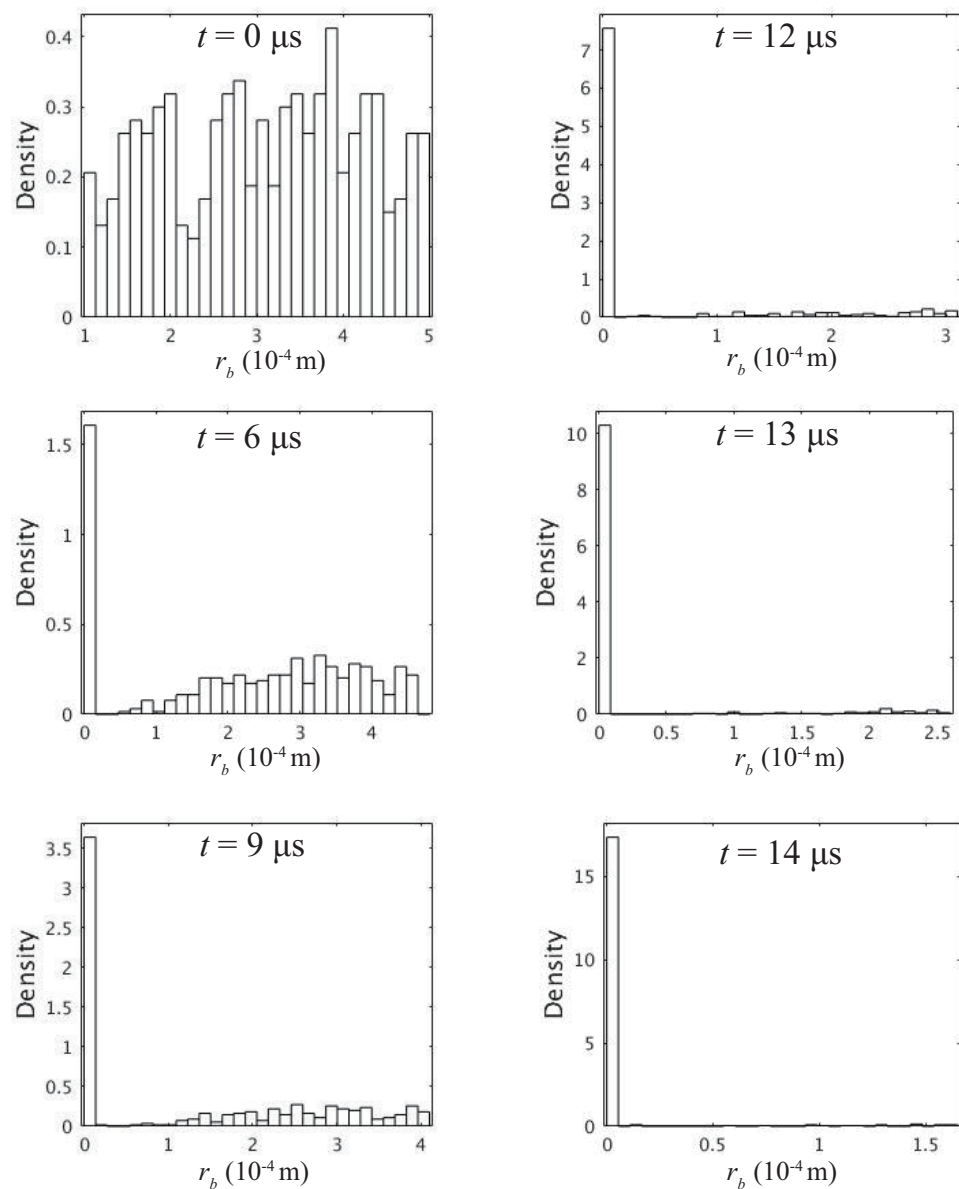 t = 0 μs
0.4
0.3
0.2
0.1
0
Density
1 2 3 4 5
r_b (10⁻⁴ m)
t = 12 μs
7
6
5
4
3
2
1
0
Density
0 1 2 3
r_b (10⁻⁴ m)
t = 6 μs
1.5
1
0.5
0
Density
0 1 2 3 4
r_b (10⁻⁴ m)
t = 13 μs
10
8
6
4
2
0
Density
0 0.5 1 1.5 2 2.5
r_b (10⁻⁴ m)
t = 9 μs
3.5
3
2.5
2
1.5
1
0.5
0
Density
0 1 2 3 4
r_b (10⁻⁴ m)
t = 14 μs
15
10
5
0
Density
0 0.5 1 1.5
r_b (10⁻⁴ m)